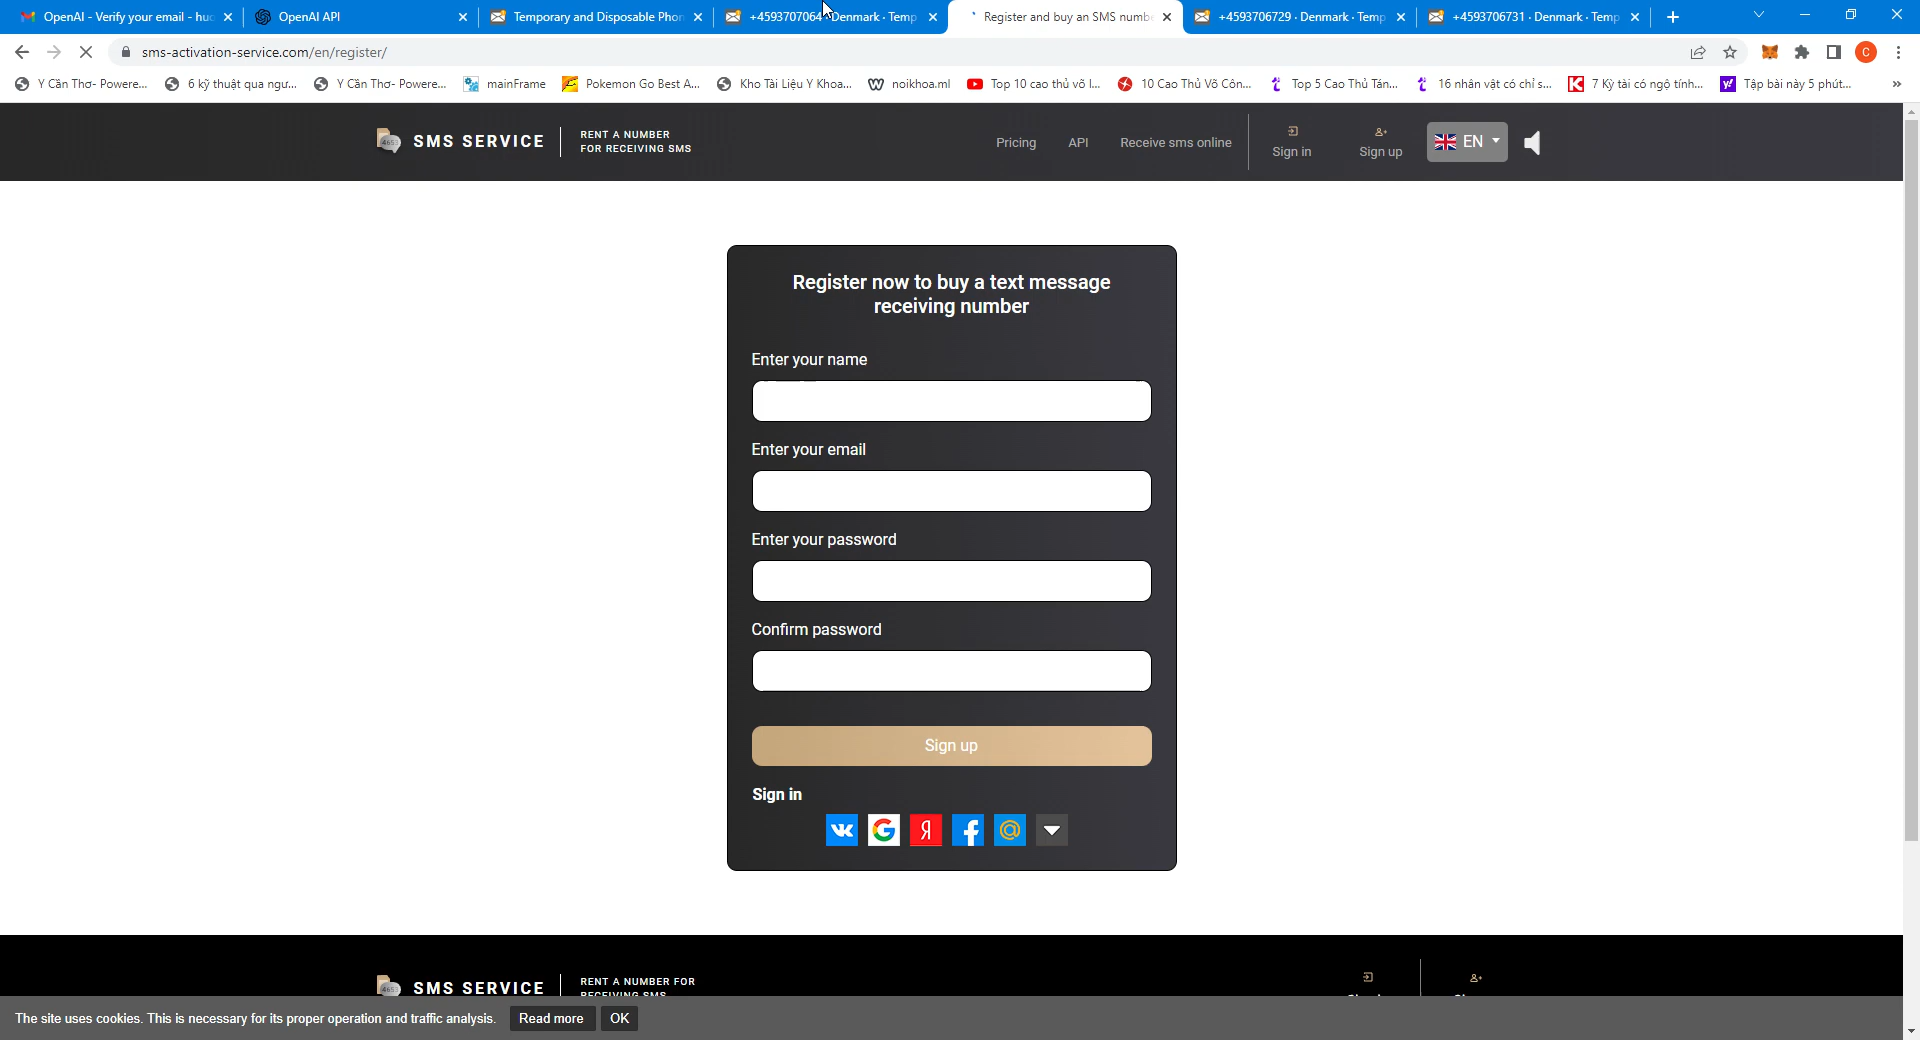 OpenAI - Verify your email - huc
OpenAI API
Temporary and Disposable Phon
+4593707064 Denmark · Temp
Register and buy an SMS numbe
+4593706729 · Denmark · Temp
+4593706731 · Denmark · Temp
sms-activation-service.com/en/register/
C
Y Cần Thơ- Powere...
6 kỹ thuật qua ngư...
Y Cần Thơ- Powere...
mainFrame
Pokemon Go Best A...
Kho Tài Liệu Y Khoa...
noikhoa.ml
Top 10 cao thủ võ l...
10 Cao Thủ Võ Côn...
Top 5 Cao Thủ Tán...
16 nhân vật có chỉ s...
7 Kỳ tài có ngộ tính...
Tập bài này 5 phút...
SMS SERVICE
RENT A NUMBER
FOR RECEIVING SMS
Pricing
API
Receive sms online
Sign in
Sign up
EN
Register now to buy a text message
receiving number
Enter your name
Enter your email
Enter your password
Confirm password
Sign up
Sign in
SMS SERVICE
RENT A NUMBER FOR
RECEIVING SMS
The site uses cookies. This is necessary for its proper operation and traffic analysis.
Read more
OK